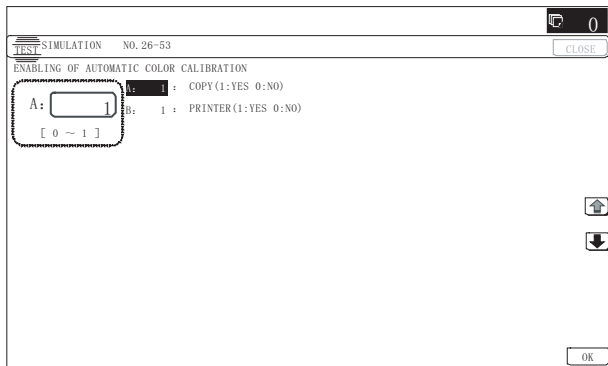 0
TEST SIMULATION NO.26-53
CLOSE
ENABLING OF AUTOMATIC COLOR CALIBRATION
A: 1
[ 0 ~ 1 ]
A: 1 : COPY(1:YES 0:NO)
B: 1 : PRINTER(1:YES 0:NO)
OK